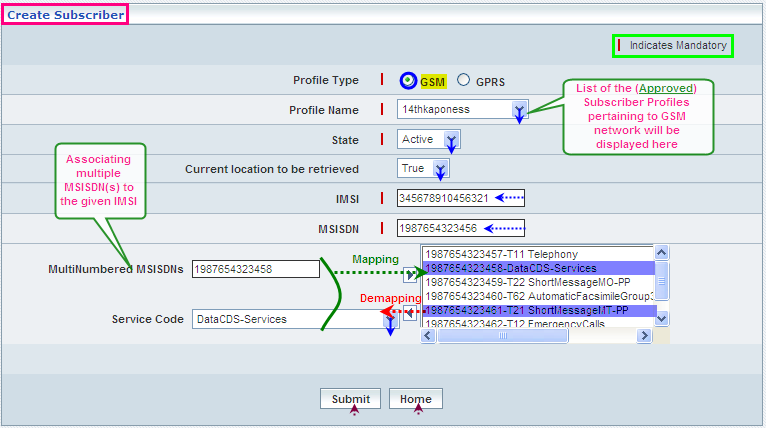 Create Subscriber
Indicates Mandatory
Profile Type
GSM
GPRS
Profile Name
14thkaponess
List of the (Approved)
Subscriber Profiles
pertaining to GSM
network will be
displayed here
State
Active
Associating
multiple
MSISDN(s) to
the given IMSI
Current location to be retrieved
True
IMSI
345678910456321
MSISDN
1987654323456
MultiNumbered MSISDNs
1987654323458
Mapping
Demapping
1987654323457-T11 Telephony
1987654323458-DataCDS-Services
1987654323459-T22 ShortMessageMO-PP
1987654323460-T62 AutomaticFacsimileGroup3
1987654323461-T21 ShortMessageMT-PP
1987654323462-T12 EmergencyCalls
Service Code
DataCDS-Services
Submit
Home